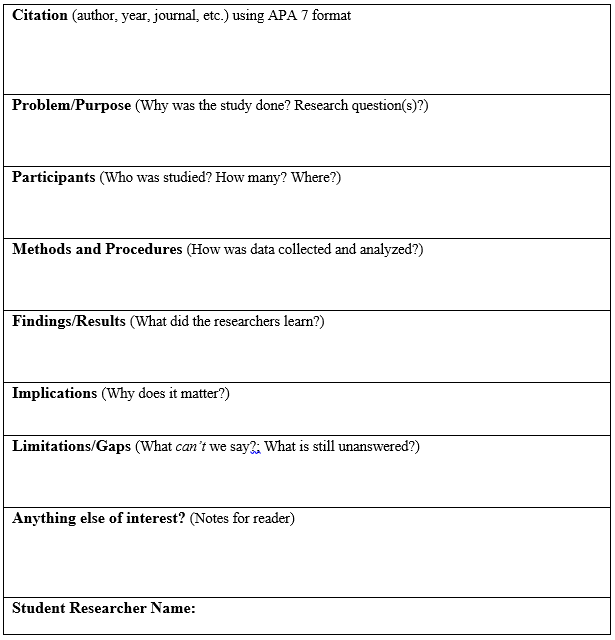 Citation (author, year, journal, etc.) using APA 7 format
Problem/Purpose (Why was the study done? Research question(s)?)
Participants (Who was studied? How many? Where?)
Methods and Procedures (How was data collected and analyzed?)
Findings/Results (What did the researchers learn?)
Implications (Why does it matter?)
Limitations/Gaps (What can't we say?; What is still unanswered?)
Anything else of interest? (Notes for reader)
Student Researcher Name: